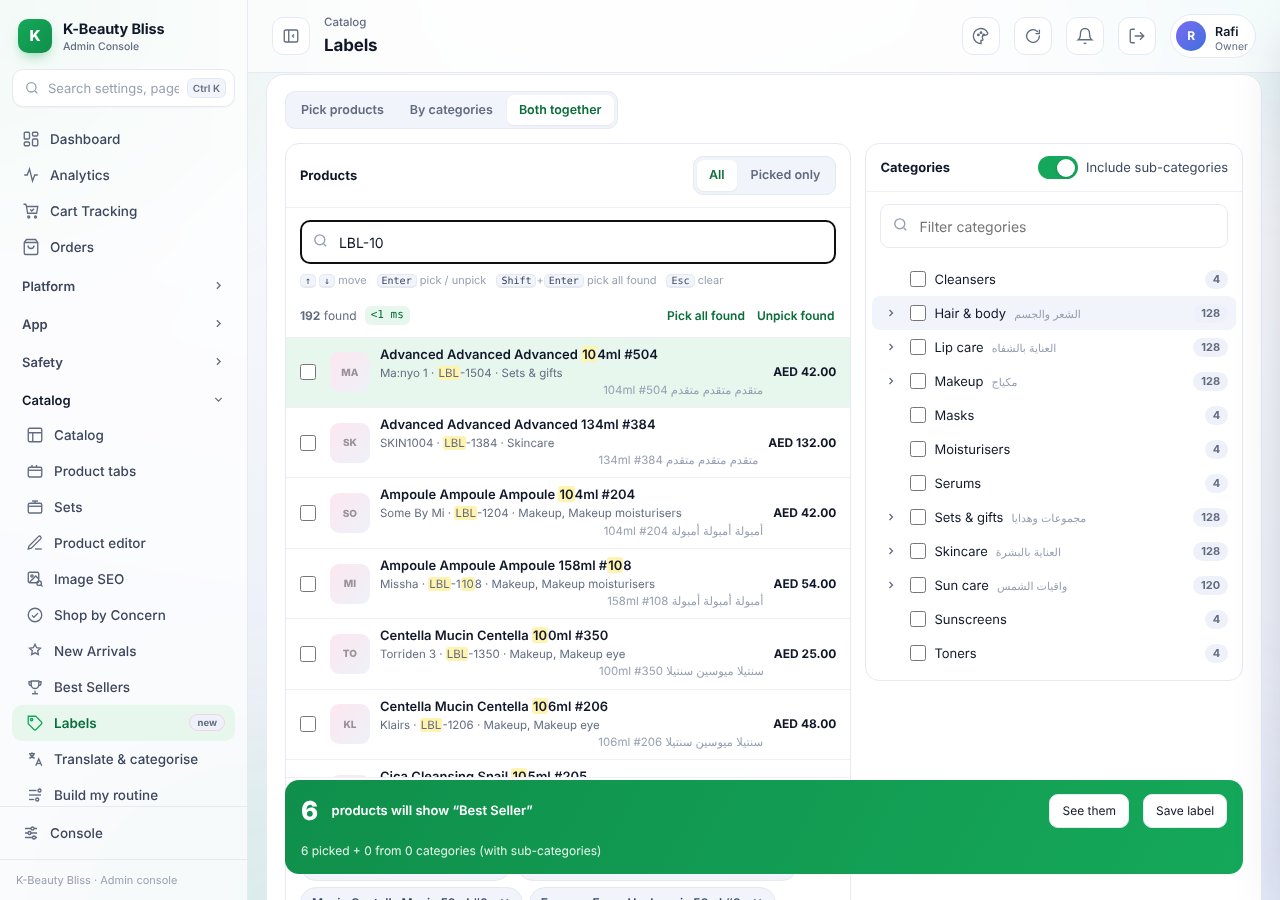 K
K-Beauty Bliss
Admin Console
Search settings, page
Ctrl K
Dashboard
Analytics
Cart Tracking
Orders
Platform
App
Safety
Catalog
Catalog
Product tabs
Sets
Product editor
Image SEO
Shop by Concern
New Arrivals
Best Sellers
Labels
new
Translate & categorise
Build my routine
Console
K-Beauty Bliss · Admin console
Catalog
Labels
R
Rafi
Owner
Pick products
By categories
Both together
Products
All
Picked only
LBL-10
↑ ↓ move Enter pick / unpick Shift+Enter pick all found Esc clear
192 found <1 ms
Pick all found
Unpick found
MA
Advanced Advanced Advanced 104ml #504
Ma:nyo 1 · LBL-1504 · Sets & gifts
متقدم متقدم متقدم 104ml #504
AED 42.00
SK
Advanced Advanced Advanced 134ml #384
SKIN1004 · LBL-1384 · Skincare
متقدم متقدم متقدم 134ml #384
AED 132.00
SO
Ampoule Ampoule Ampoule 104ml #204
Some By Mi · LBL-1204 · Makeup, Makeup moisturisers
أمبولة أمبولة أمبولة 104ml #204
AED 42.00
MI
Ampoule Ampoule Ampoule 158ml #108
Missha · LBL-1108 · Makeup, Makeup moisturisers
أمبولة أمبولة أمبولة 158ml #108
AED 54.00
TO
Centella Mucin Centella 100ml #350
Torriden 3 · LBL-1350 · Makeup, Makeup eye
سنتيلا ميوسين سنتيلا 100ml #350
AED 25.00
KL
Centella Mucin Centella 106ml #206
Klairs · LBL-1206 · Makeup, Makeup eye
سنتيلا ميوسين سنتيلا 106ml #206
AED 48.00
Cica Cleansing Snail 105ml #205
Categories
Include sub-categories
Filter categories
Cleansers 4
Hair & body الشعر والجسم 128
Lip care العناية بالشفاه 128
Makeup مكياج 128
Masks 4
Moisturisers 4
Serums 4
Sets & gifts مجموعات وهدايا 128
Skincare العناية بالبشرة 128
Sun care واقيات الشمس 120
Sunscreens 4
Toners 4
6 products will show “Best Seller”
See them
Save label
6 picked + 0 from 0 categories (with sub-categories)